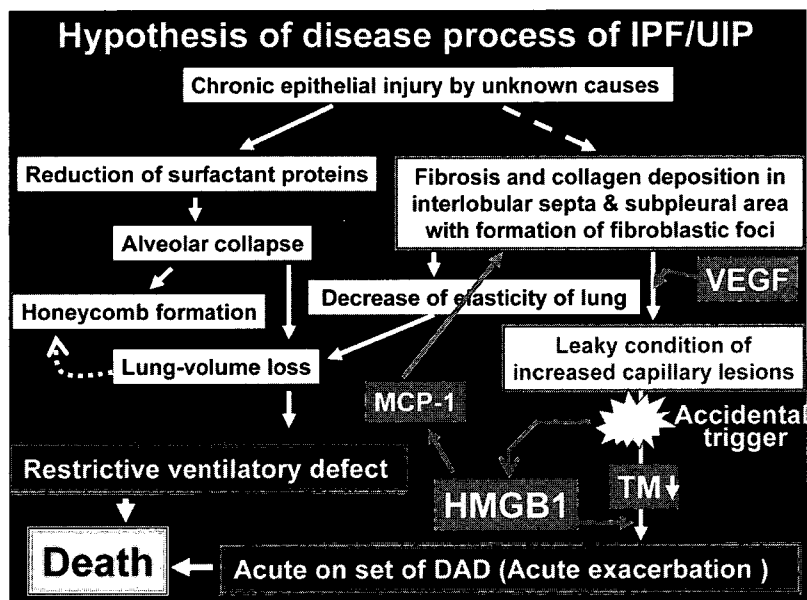 Hypothesis of disease process of IPF/UIP
Chronic epithelial injury by unknown causes
Reduction of surfactant proteins
Fibrosis and collagen deposition in
interlobular septa & subpleural area
with formation of fibroblastic foci
Alveolar collapse
VEGF
Honeycomb formation
Decrease of elasticity of lung
Lung-volume loss
Leaky condition of
increased capillary lesions
MCP-1
Accidental
trigger
Restrictive ventilatory defect
HMGB1
TM
Death
Acute on set of DAD (Acute exacerbation )